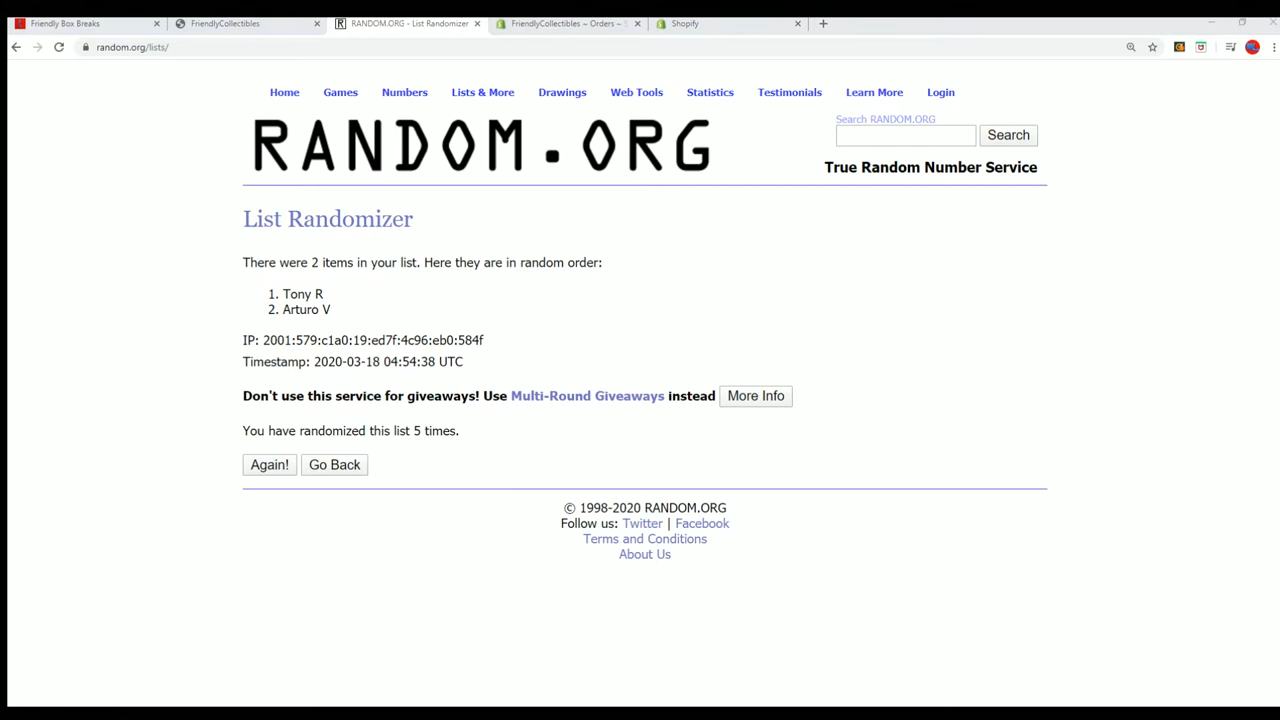 Friendly Box Breaks
FriendlyCollectibles
RANDOM.ORG - List Randomizer
FriendlyCollectibles ~ Orders ~
Shopify
random.org/lists/
Home Games Numbers Lists & More Drawings Web Tools Statistics Testimonials Learn More Login
RANDOM.ORG
Search RANDOM.ORG
Search
True Random Number Service
List Randomizer
There were 2 items in your list. Here they are in random order:
1. Tony R
2. Arturo V
IP: 2001:579:c1a0:19:ed7f:4c96:eb0:584f
Timestamp: 2020-03-18 04:54:38 UTC
Don't use this service for giveaways! Use Multi-Round Giveaways instead More Info
You have randomized this list 5 times.
Again! Go Back
© 1998-2020 RANDOM.ORG
Follow us: Twitter | Facebook
Terms and Conditions
About Us